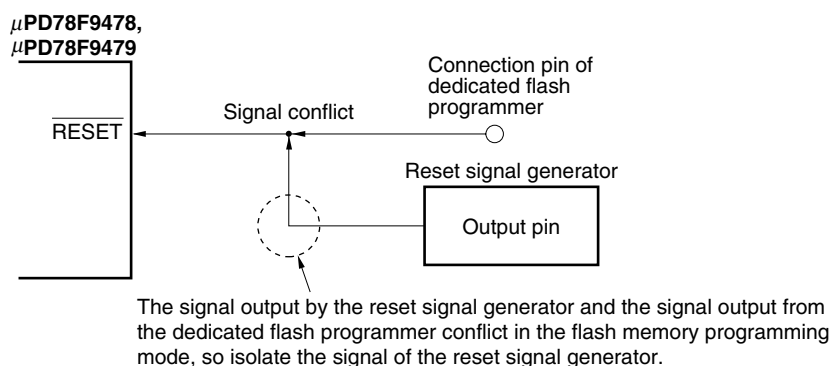 μPD78F9478,
μPD78F9479
RESET
Signal conflict
Connection pin of
dedicated flash
programmer
Reset signal generator
Output pin
The signal output by the reset signal generator and the signal output from
the dedicated flash programmer conflict in the flash memory programming
mode, so isolate the signal of the reset signal generator.